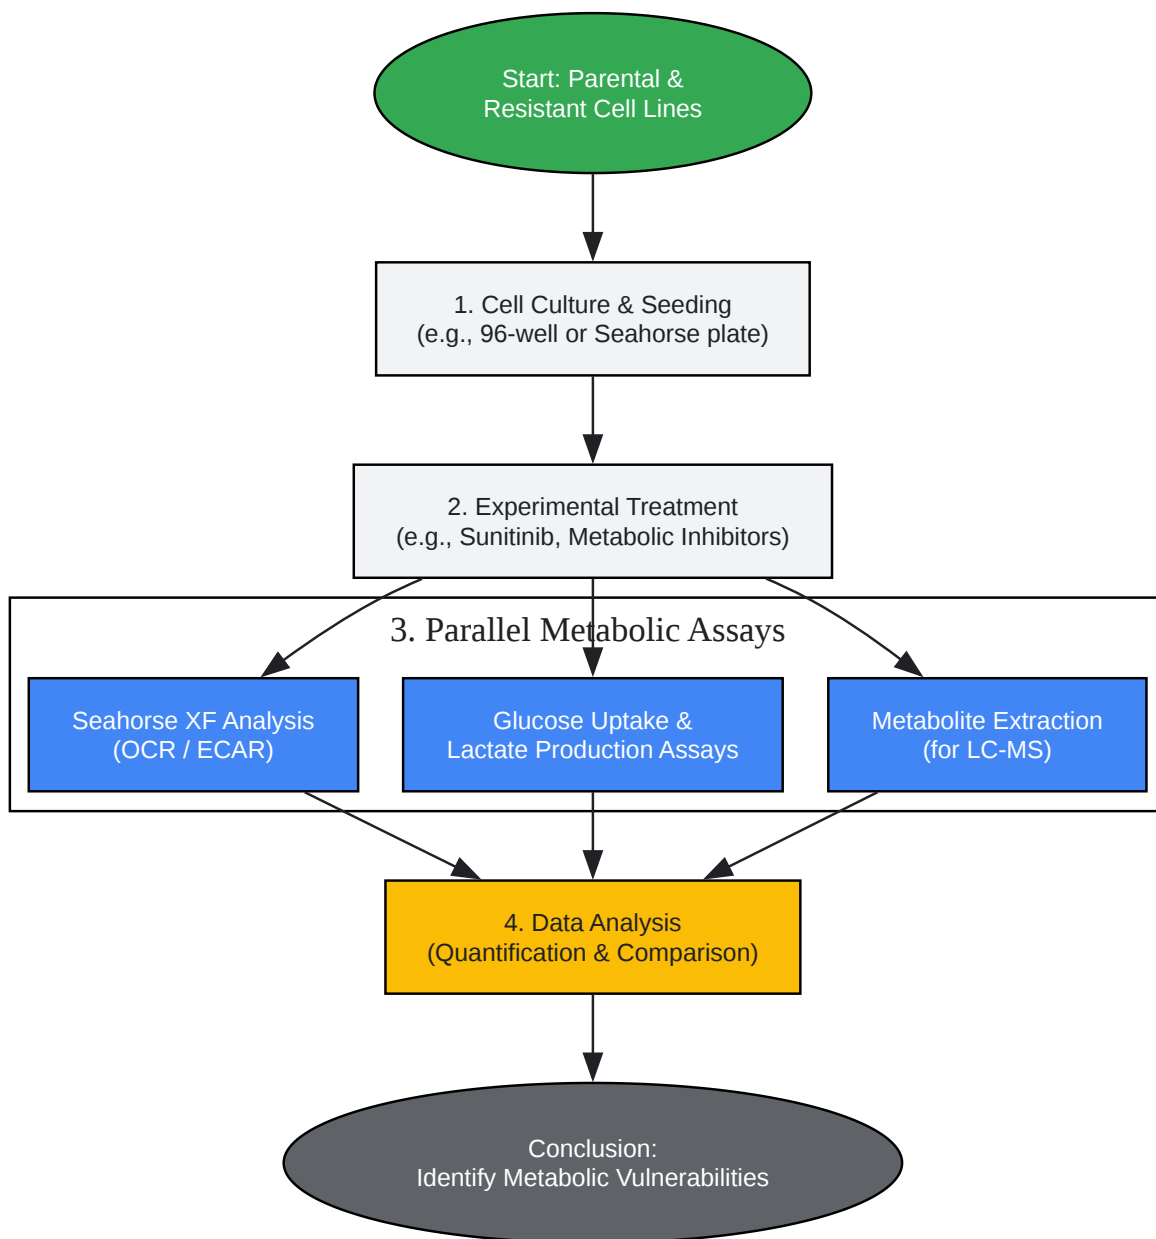 Start: Parental &
Resistant Cell Lines
1. Cell Culture & Seeding
(e.g., 96-well or Seahorse plate)
2. Experimental Treatment
(e.g., Sunitinib, Metabolic Inhibitors)
3. Parallel Metabolic Assays
Seahorse XF Analysis
(OCR / ECAR)
Glucose Uptake &
Lactate Production Assays
Metabolite Extraction
(for LC-MS)
4. Data Analysis
(Quantification & Comparison)
Conclusion:
Identify Metabolic Vulnerabilities